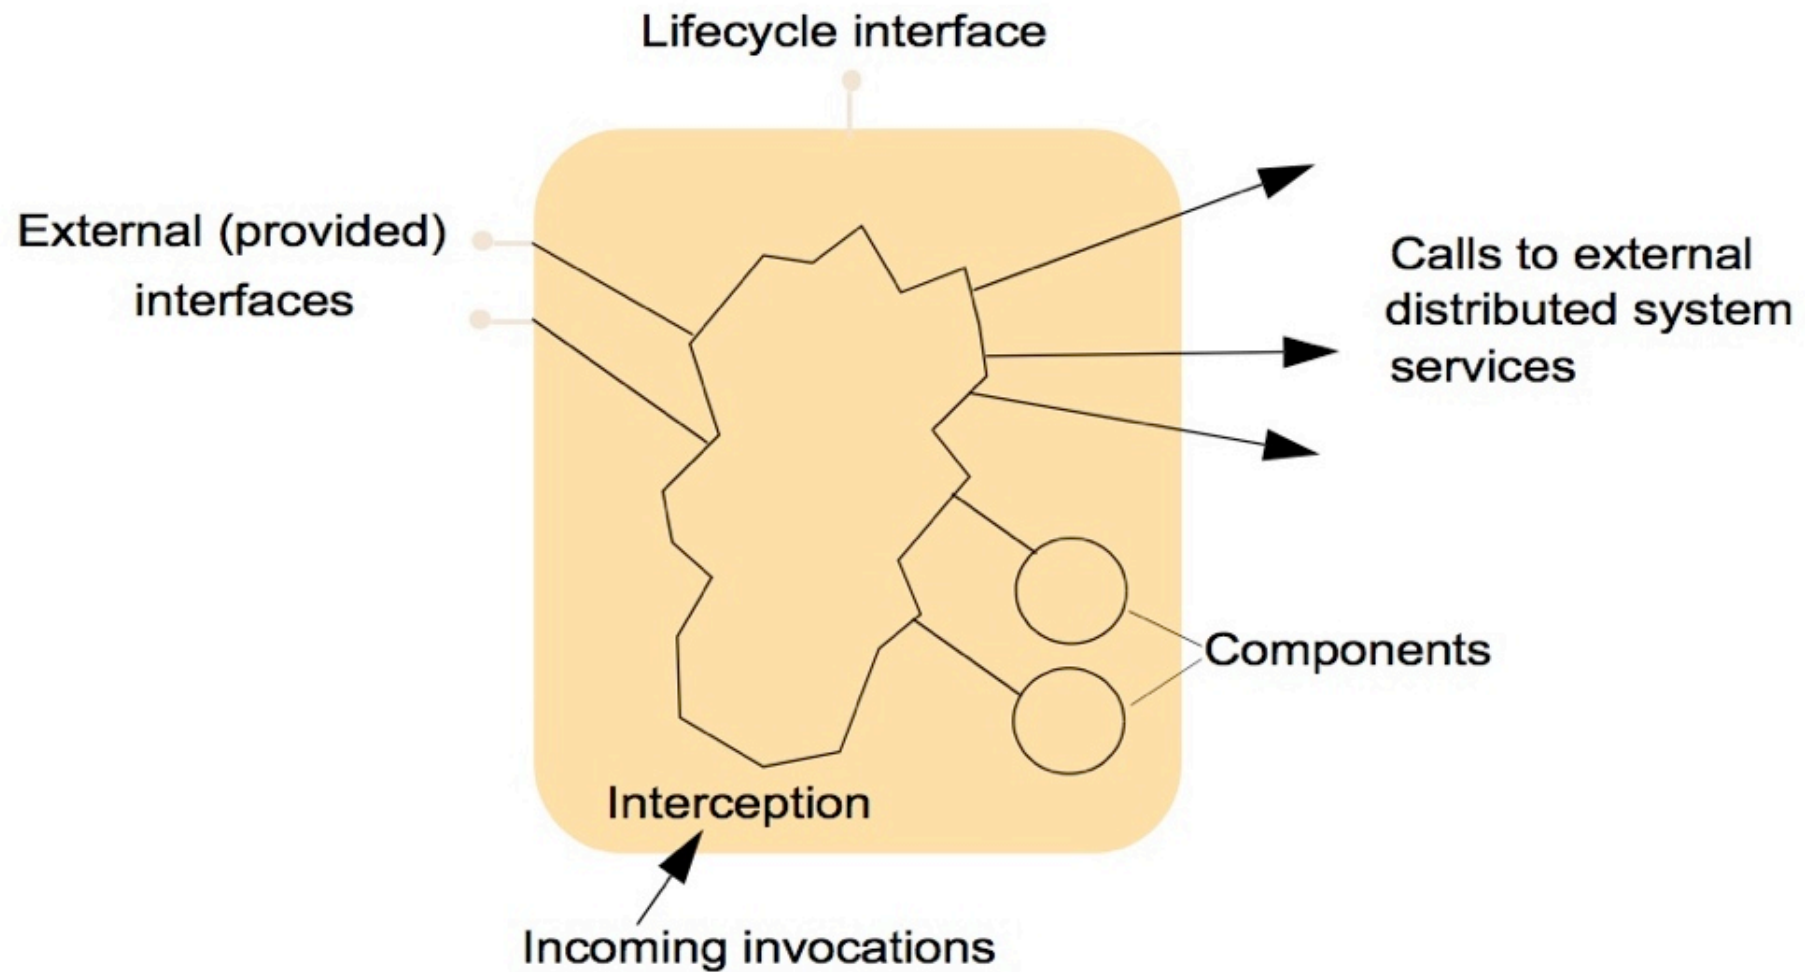 Lifecycle interface
External (provided)
interfaces
Calls to external
distributed system
services
Components
Interception
Incoming invocations